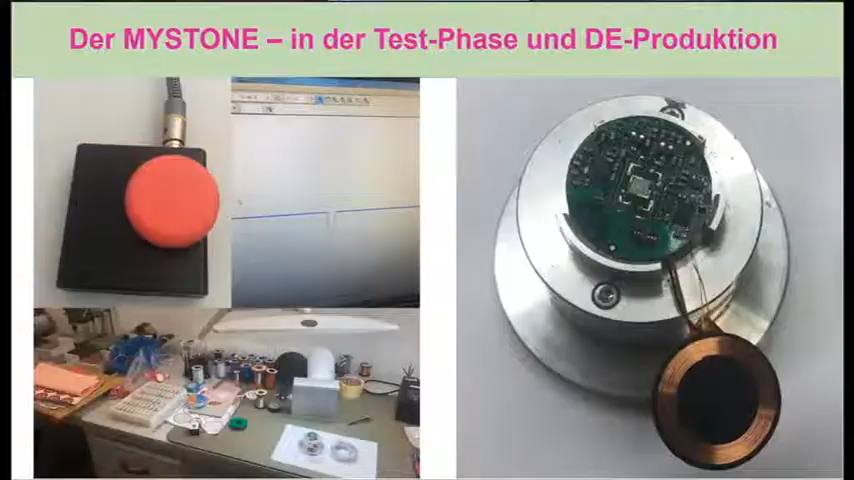 Der MYSTONE – in der Test-Phase und DE-Produktion